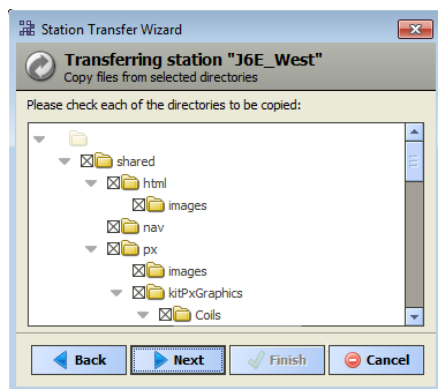 Station Transfer Wizard
Transferring station "J6E_West"
Copy files from selected directories
Please check each of the directories to be copied:
shared
html
images
nav
px
images
kitPxGraphics
Coils
Back
Next
Finish
Cancel